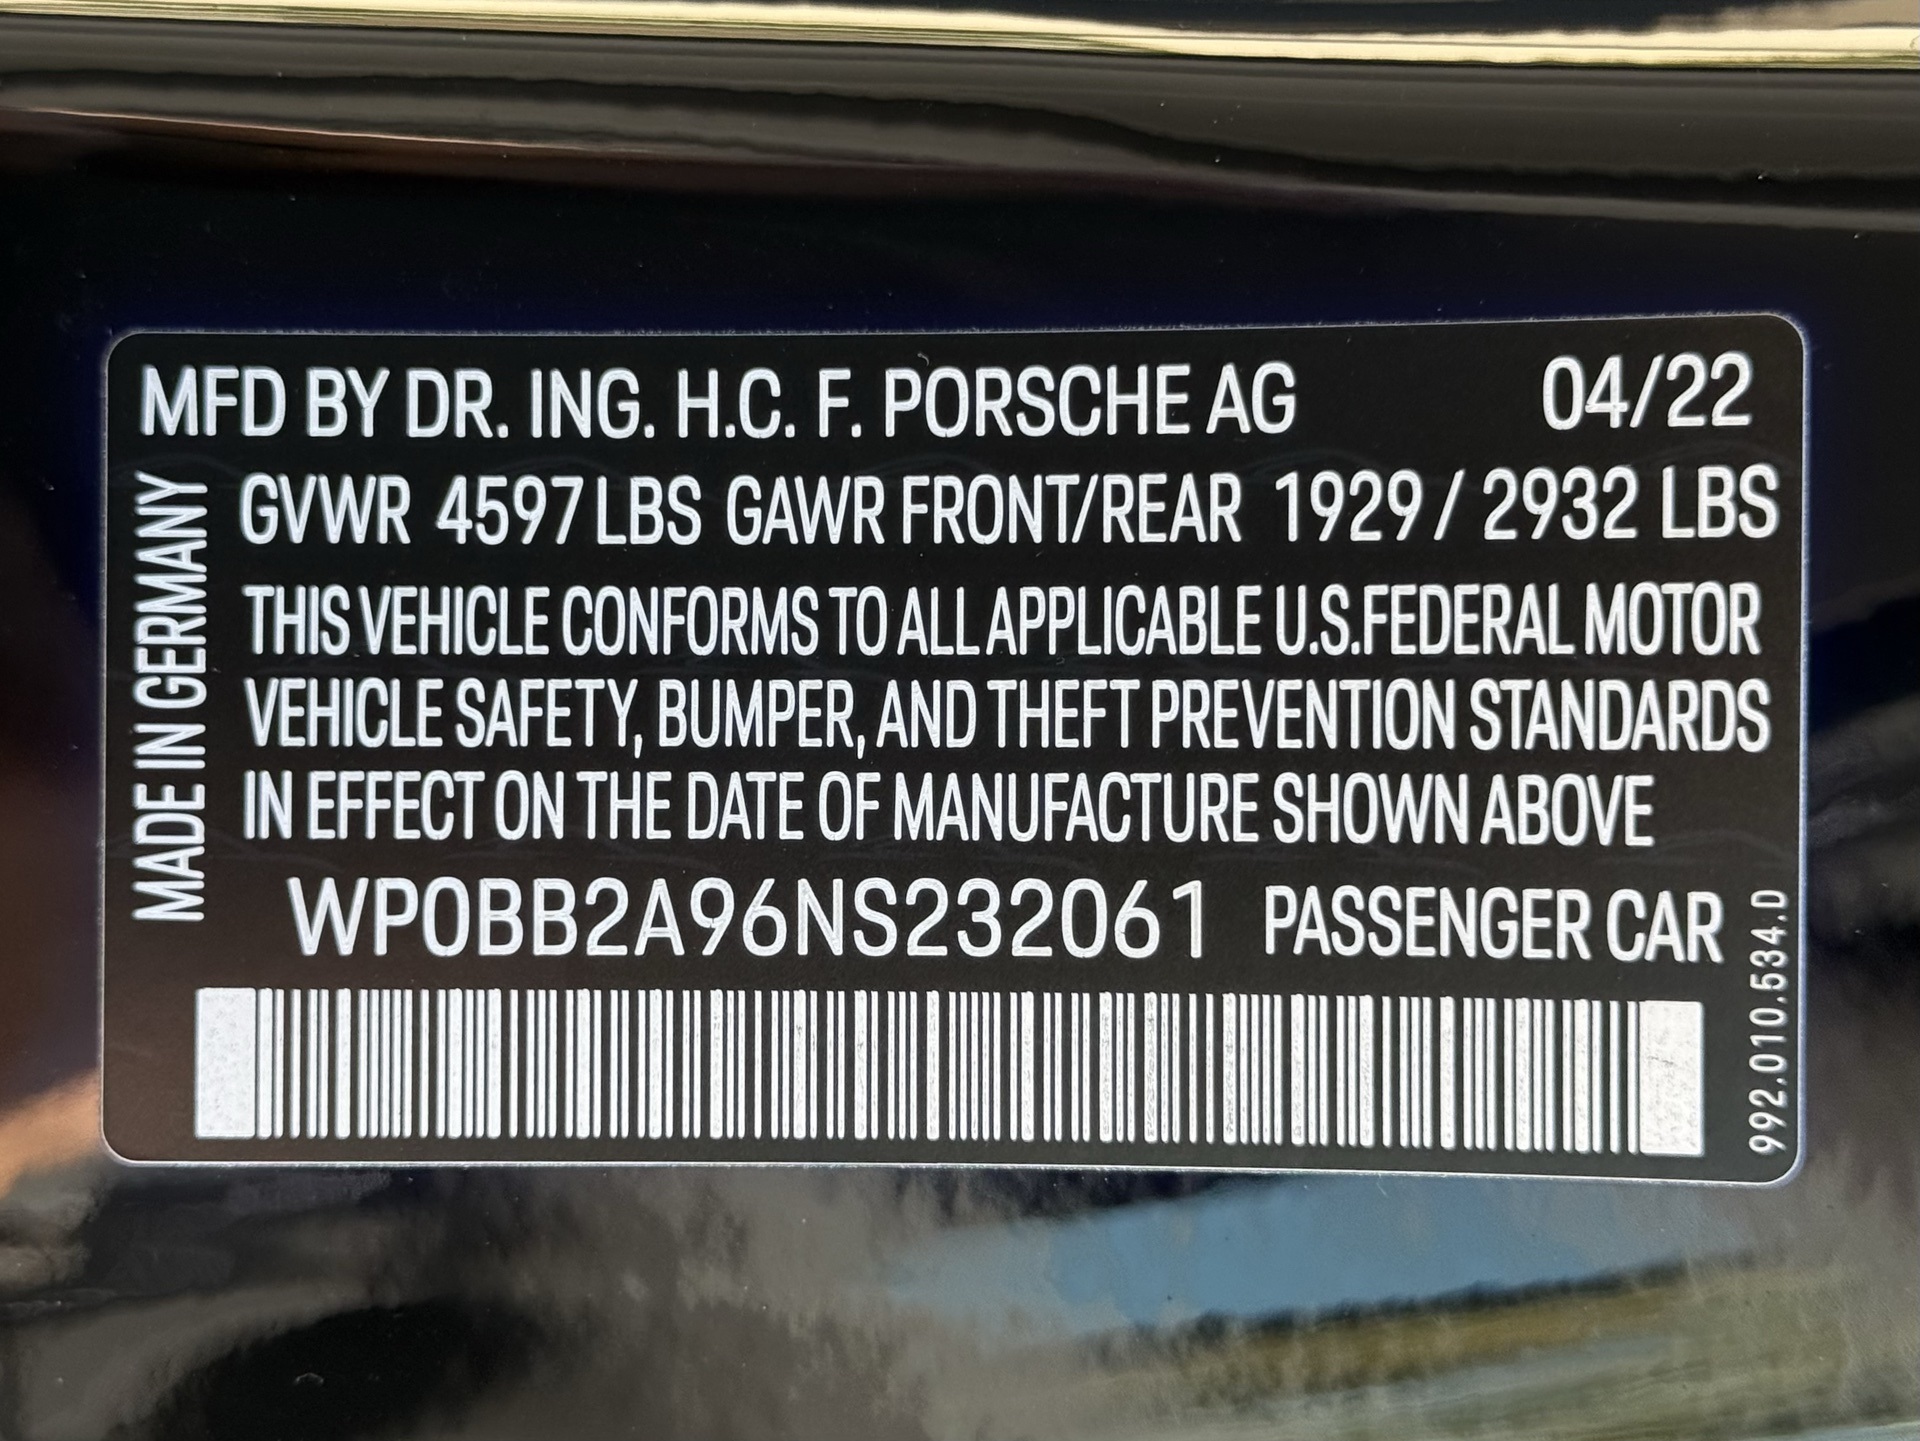 MFD BY DR. ING. H.C. F. PORSCHE AG 04/22
GVWR 4597 LBS GAWR FRONT/REAR 1929 / 2932 LBS
THIS VEHICLE CONFORMS TO ALL APPLICABLE U.S.FEDERAL MOTOR
VEHICLE SAFETY, BUMPER, AND THEFT PREVENTION STANDARDS
IN EFFECT ON THE DATE OF MANUFACTURE SHOWN ABOVE
WP0BB2A96NS232061 PASSENGER CAR
MADE IN GERMANY
992.010.534.D